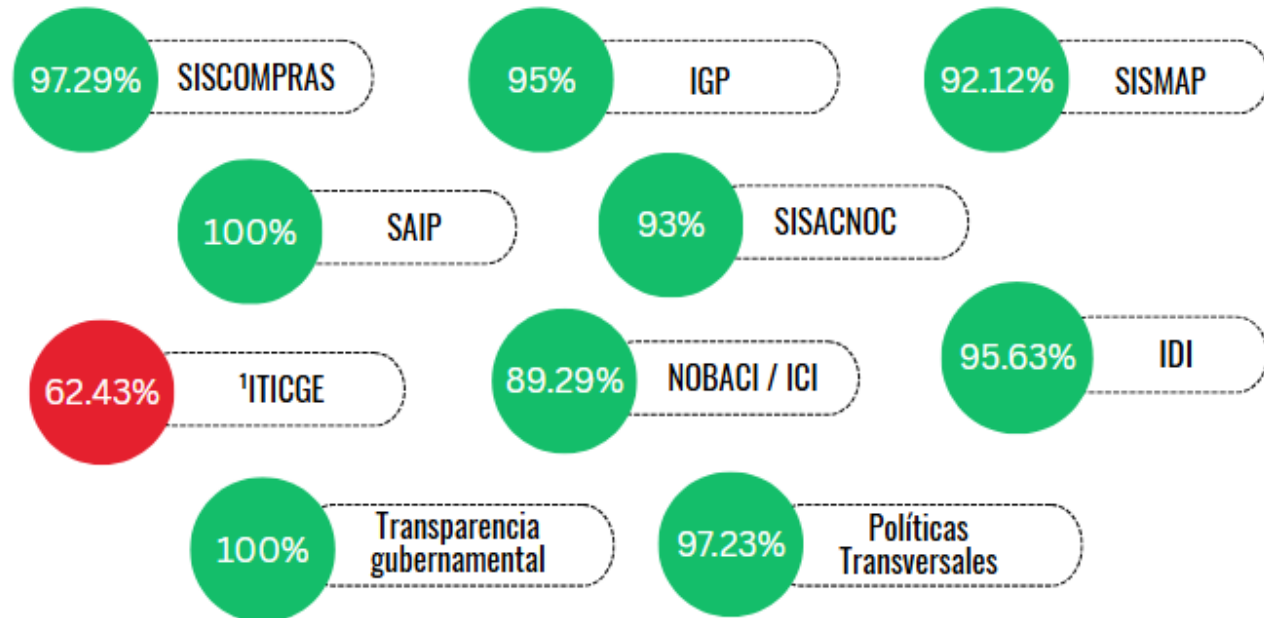 97.29% SISCOMPRAS
95% IGP
92.12% SISMAP
100% SAIP
93% SISACNOC
62.43% ¹ITICGE
89.29% NOBACI / ICI
95.63% IDI
100% Transparencia
gubernamental
97.23% Políticas
Transversales